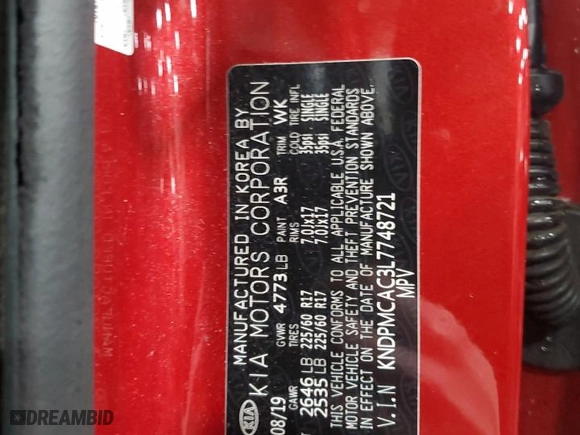 MANUFACTURED IN KOREA BY
KIA MOTORS CORPORATION
KIA
08/19 GVWR 4773 LB PAINT A3R TRIM WK
GAWR TIRES RIMS COLD TIRE INFL
2646 LB 225/60 R17 7.0Jx17 35psi SINGLE
2535 LB 225/60 R17 7.0Jx17 35psi SINGLE
THIS VEHICLE CONFORMS TO ALL APPLICABLE U.S.A. FEDERAL
MOTOR VEHICLE SAFETY AND THEFT PREVENTION STANDARDS
IN EFFECT ON THE DATE OF MANUFACTURE SHOWN ABOVE.
V.I.N KNDPMCAC3L7748721
MPV
DREAMBID